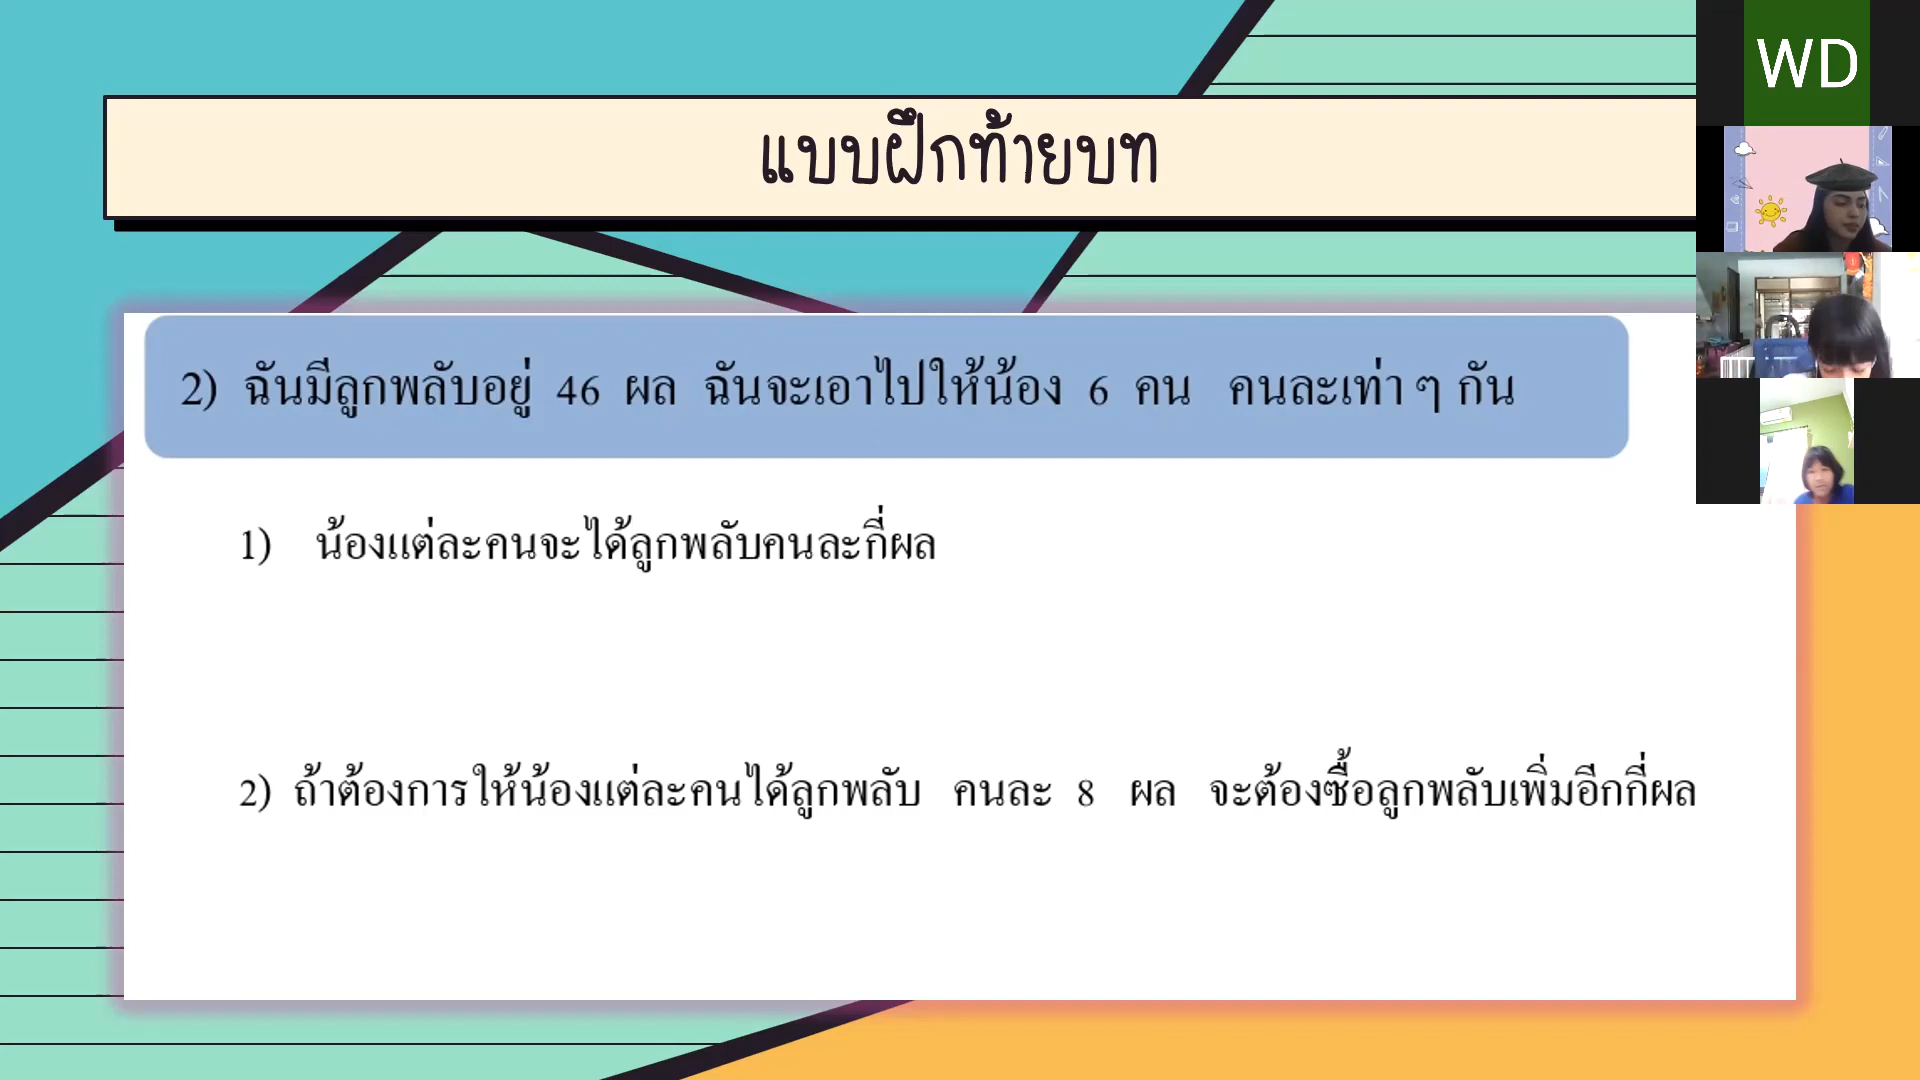 แบบฝึกท้ายบท
WD
2) ฉันมีลูกพลับอยู่ 46 ผล ฉันจะเอาไปให้น้อง 6 คน คนละเท่า ๆ กัน
1) น้องแต่ละคนจะได้ลูกพลับคนละกี่ผล
2) ถ้าต้องการให้น้องแต่ละคนได้ลูกพลับ คนละ 8 ผล จะต้องซื้อลูกพลับเพิ่มอีกกี่ผล